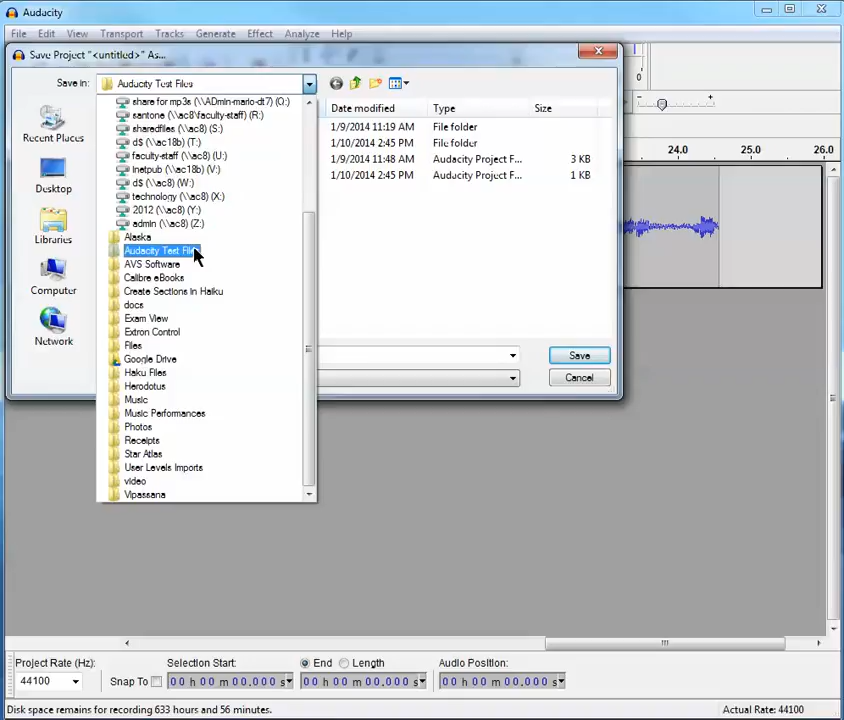 Audacity
File Edit View Transport Tracks Generate Effect Analyze Help
Save Project "<untitled>" As...
Save in: Audacity Test Files
0
Date modified Type Size
share for mp3s (\\ADmin-mario-dt7) (Q:)
santone (\\ac8\faculty-staff) (R:)
sharedfiles (\\ac8) (S:)
d$ (\\ac18b) (T:)
faculty-staff (\\ac8) (U:)
inetpub (\\ac18b) (V:)
d$ (\\ac8) (W:)
technology (\\ac8) (X:)
2012 (\\ac8) (Y:)
admin (\\ac8) (Z:)
Alaska
Audacity Test Files
AVS Software
Calibre eBooks
Create Sections in Haiku
docs
Exam View
Extron Control
Files
Google Drive
Haku Files
Herodotus
Music
Music Performances
Photos
Receipts
Star Atlas
User Levels Imports
video
Vipassana
1/9/2014 11:19 AM File folder
1/10/2014 2:45 PM File folder
1/9/2014 11:48 AM Audacity Project F... 3 KB
1/10/2014 2:45 PM Audacity Project F... 1 KB
Recent Places
Desktop
Libraries
Computer
Network
Save
Cancel
- +
24.0 25.0 26.0
Project Rate (Hz): Selection Start: End Length Audio Position:
44100 Snap To 00 h 00 m 00.000 s 00 h 00 m 00.000 s 00 h 00 m 00.000 s
Disk space remains for recording 633 hours and 56 minutes. Actual Rate: 44100